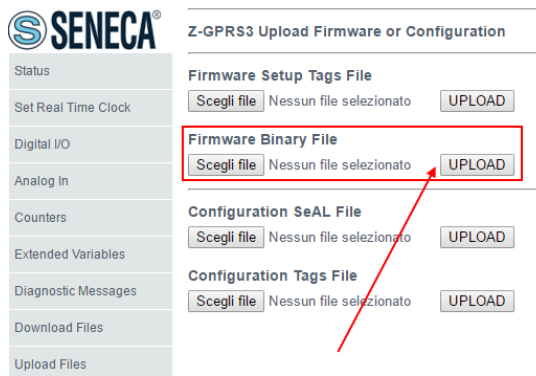 SENECA®
Z-GPRS3 Upload Firmware or Configuration
Status
Set Real Time Clock
Digital I/O
Analog In
Counters
Extended Variables
Diagnostic Messages
Download Files
Upload Files
Firmware Setup Tags File
Scegli file Nessun file selezionato UPLOAD
Firmware Binary File
Scegli file Nessun file selezionato UPLOAD
Configuration SeAL File
Scegli file Nessun file selezionato UPLOAD
Configuration Tags File
Scegli file Nessun file selezionato UPLOAD